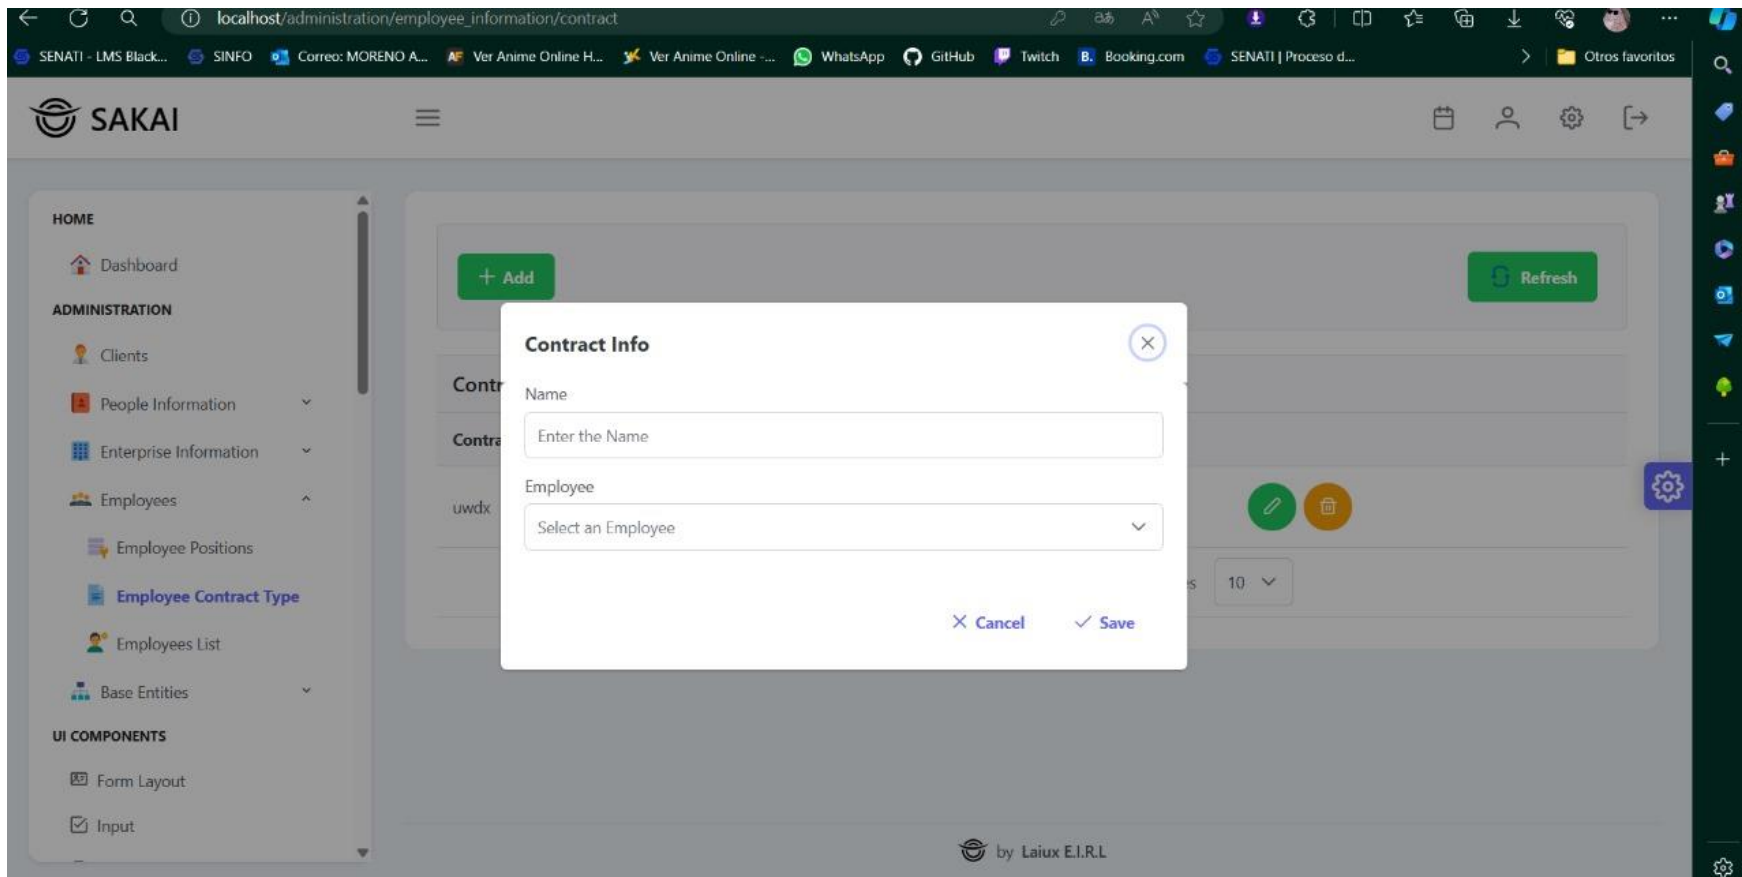 localhost/administration/employee_information/contract
SENATI - LMS Black... SINFO Correo: MORENO A... Ver Anime Online H... Ver Anime Online -... WhatsApp GitHub Twitch Booking.com SENATI | Proceso d... Otros favoritos
SAKAI
HOME
Dashboard
ADMINISTRATION
Clients
People Information
Enterprise Information
Employees
Employee Positions
Employee Contract Type
Employees List
Base Entities
UI COMPONENTS
Form Layout
Input
+ Add
Refresh
Contr
Contra
uwdx
10
Contract Info
Name
Enter the Name
Employee
Select an Employee
Cancel Save
by Laiux E.I.R.L